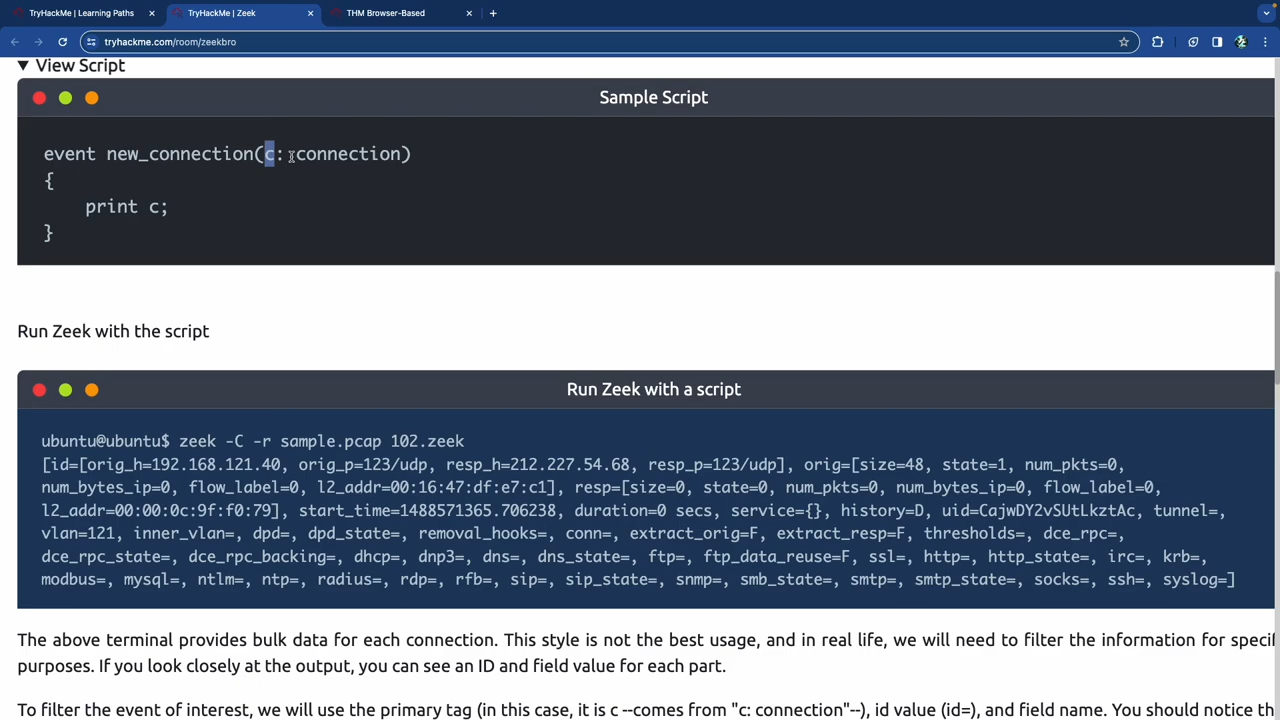 TryHackMe | Learning Paths
TryHackMe | Zeek
THM Browser-Based
tryhackme.com/room/zeekbro
▼ View Script
Sample Script
event new_connection(c: connection)
{
print c;
}
Run Zeek with the script
Run Zeek with a script
ubuntu@ubuntu$ zeek -C -r sample.pcap 102.zeek
[id=[orig_h=192.168.121.40, orig_p=123/udp, resp_h=212.227.54.68, resp_p=123/udp], orig=[size=48, state=1, num_pkts=0,
num_bytes_ip=0, flow_label=0, l2_addr=00:16:47:df:e7:c1], resp=[size=0, state=0, num_pkts=0, num_bytes_ip=0, flow_label=0,
l2_addr=00:00:0c:9f:f0:79], start_time=1488571365.706238, duration=0 secs, service={}, history=D, uid=CajwDY2vSUtLkztAc, tunnel=,
vlan=121, inner_vlan=, dpd=, dpd_state=, removal_hooks=, conn=, extract_orig=F, extract_resp=F, thresholds=, dce_rpc=,
dce_rpc_state=, dce_rpc_backing=, dhcp=, dnp3=, dns=, dns_state=, ftp=, ftp_data_reuse=F, ssl=, http=, http_state=, irc=, krb=,
modbus=, mysql=, ntlm=, ntp=, radius=, rdp=, rfb=, sip=, sip_state=, snmp=, smb_state=, smtp=, smtp_state=, socks=, ssh=, syslog=]
The above terminal provides bulk data for each connection. This style is not the best usage, and in real life, we will need to filter the information for specif
purposes. If you look closely at the output, you can see an ID and field value for each part.
To filter the event of interest, we will use the primary tag (in this case, it is c --comes from "c: connection"--), id value (id=), and field name. You should notice th